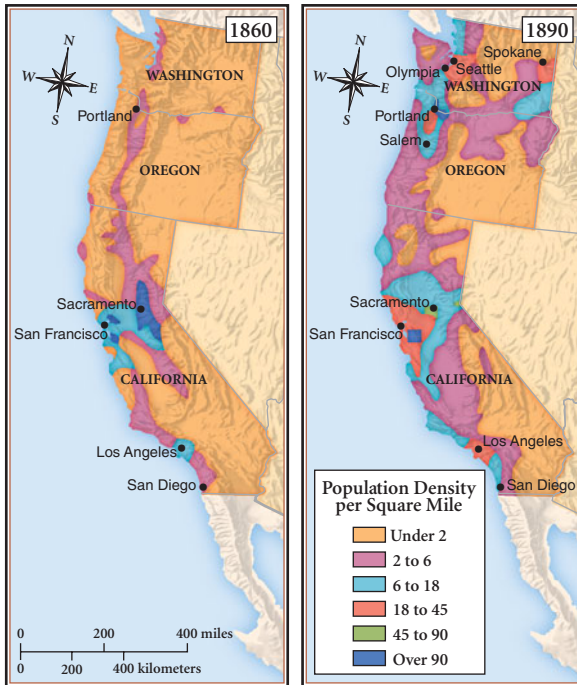 1860
N
W
E
S
WASHINGTON
Portland
OREGON
Sacramento
San Francisco
CALIFORNIA
Los Angeles
San Diego
0 200 400 miles
0 200 400 kilometers
1890
N
W
E
S
Spokane
Olympia
Seattle
WASHINGTON
Portland
Salem
OREGON
Sacramento
San Francisco
CALIFORNIA
Los Angeles
San Diego
Population Density
per Square Mile
Under 2
2 to 6
6 to 18
18 to 45
45 to 90
Over 90